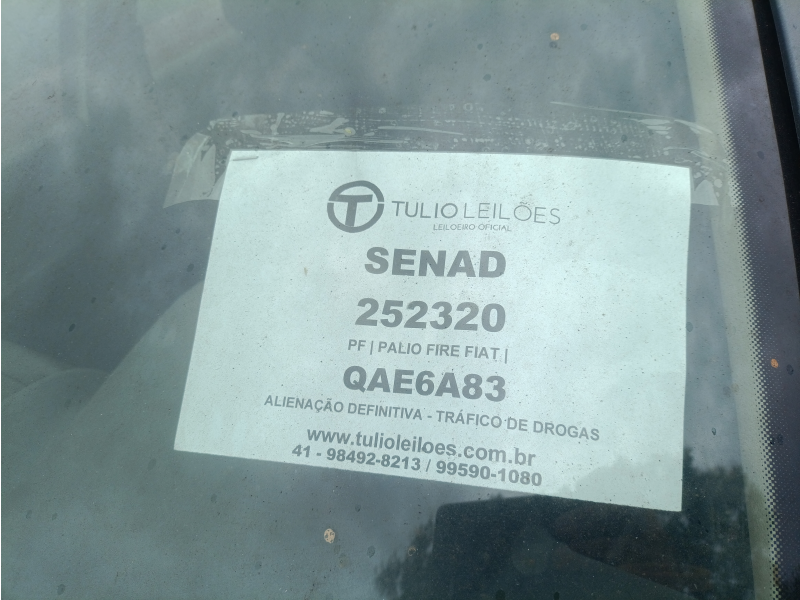 TULIO LEILÕES
LEILOEIRO OFICIAL
SENAD
252320
PF | PALIO FIRE FIAT |
QAE6A83
ALIENAÇÃO DEFINITIVA - TRÁFICO DE DROGAS
www.tulioleiloes.com.br
41 - 98492-8213 / 99590-1080